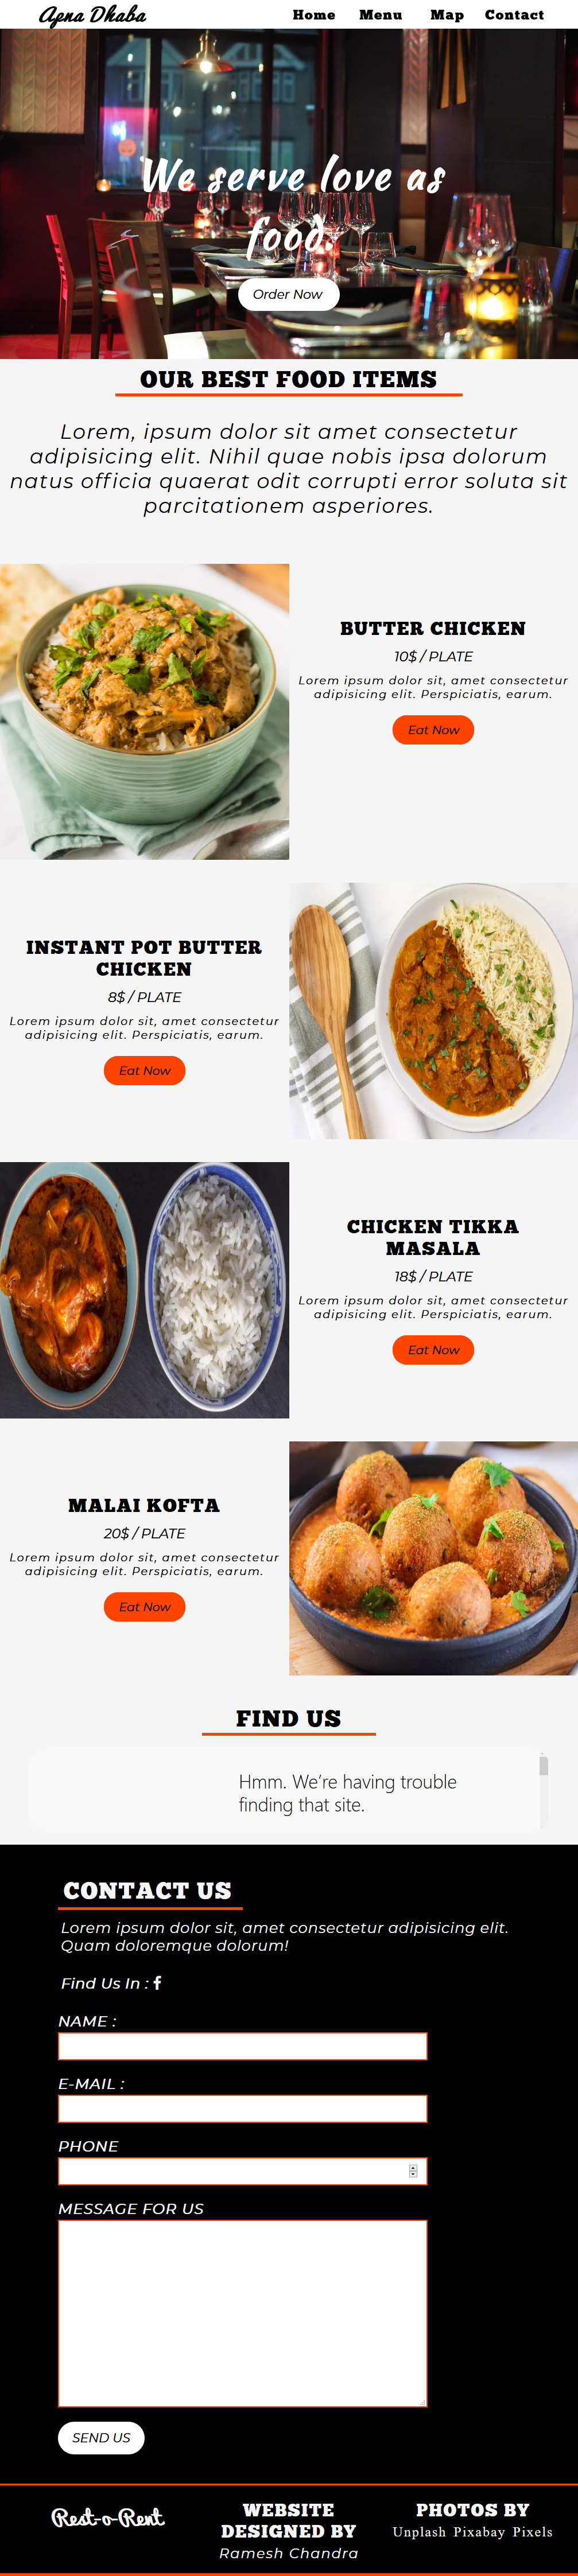 Apna Dhaba
Home Menu Map Contact
We serve love as
food.
Order Now
OUR BEST FOOD ITEMS
Lorem, ipsum dolor sit amet consectetur
adipisicing elit. Nihil quae nobis ipsa dolorum
natus officia quaerat odit corrupti error soluta sit
parcitationem asperiores.
BUTTER CHICKEN
10$ / PLATE
Lorem ipsum dolor sit, amet consectetur
adipisicing elit. Perspiciatis, earum.
Eat Now
INSTANT POT BUTTER
CHICKEN
8$ / PLATE
Lorem ipsum dolor sit, amet consectetur
adipisicing elit. Perspiciatis, earum.
Eat Now
CHICKEN TIKKA
MASALA
18$ / PLATE
Lorem ipsum dolor sit, amet consectetur
adipisicing elit. Perspiciatis, earum.
Eat Now
MALAI KOFTA
20$ / PLATE
Lorem ipsum dolor sit, amet consectetur
adipisicing elit. Perspiciatis, earum.
Eat Now
FIND US
Hmm. We're having trouble
finding that site.
CONTACT US
Lorem ipsum dolor sit, amet consectetur adipisicing elit.
Quam doloremque dolorum!
Find Us In :
NAME :
E-MAIL :
PHONE
MESSAGE FOR US
SEND US
Rest-o-Rent
WEBSITE
DESIGNED BY
Ramesh Chandra
PHOTOS BY
Unplash Pixabay Pixels